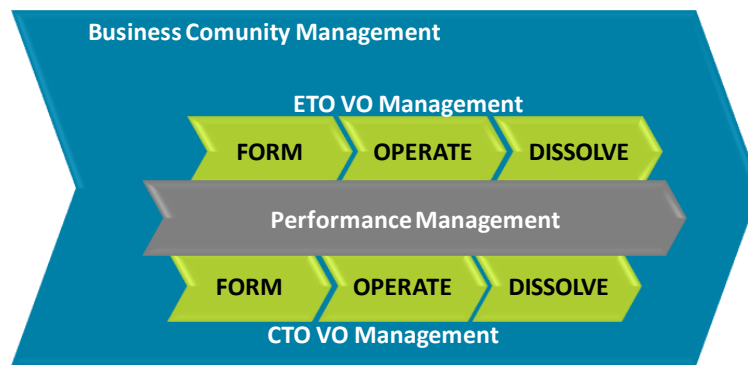 Business Comunity Management
ETO VO Management
FORM OPERATE DISSOLVE
Performance Management
FORM OPERATE DISSOLVE
CTO VO Management